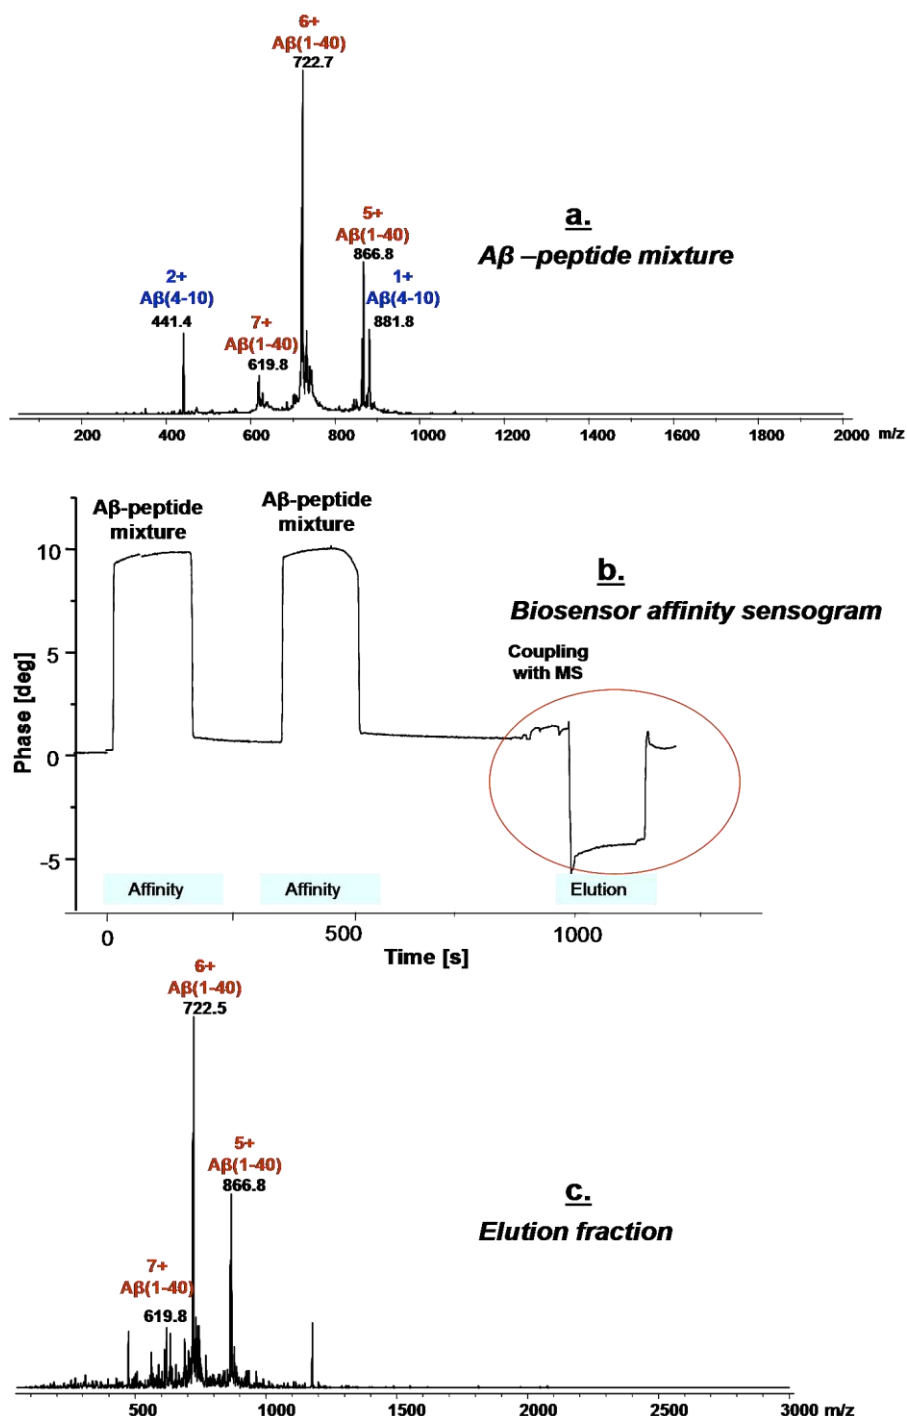 6+
Aβ(1-40)
722.7
a.
Aβ –peptide mixture
5+
Aβ(1-40)
866.8
2+
Aβ(4-10)
441.4
1+
Aβ(4-10)
881.8
7+
Aβ(1-40)
619.8
200 400 600 800 1000 1200 1400 1600 1800 2000 m/z
Aβ-peptide
mixture
Aβ-peptide
mixture
b.
Biosensor affinity sensogram
Coupling
with MS
10
5
0
-5
Phase [deg]
Affinity
Affinity
Elution
0 500 1000
Time [s]
6+
Aβ(1-40)
722.5
5+
Aβ(1-40)
866.8
c.
Elution fraction
7+
Aβ(1-40)
619.8
500 1000 1500 2000 2500 3000 m/z